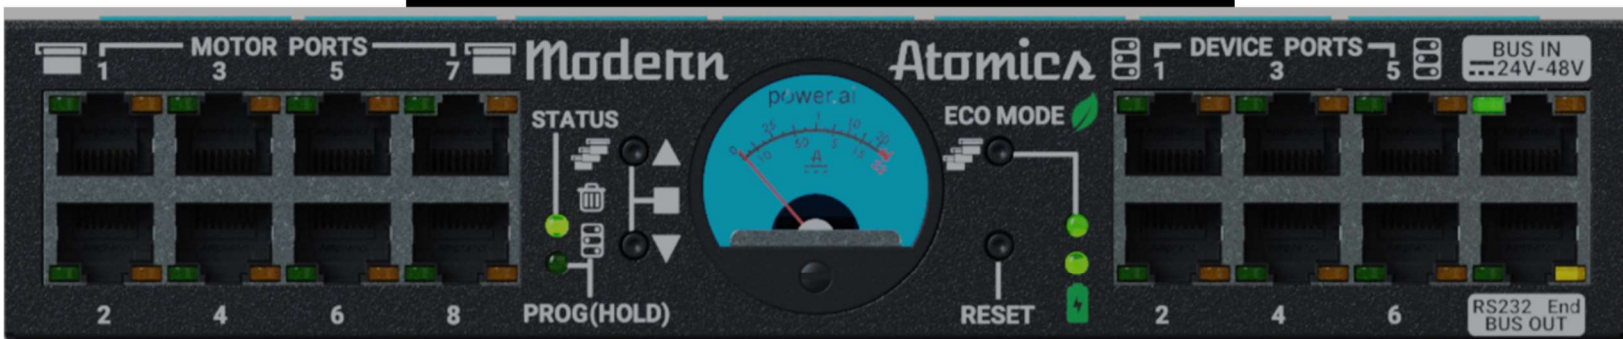 MOTOR PORTS
1 3 5 7
Modern Atomics
DEVICE PORTS
1 3 5
BUS IN
24V-48V
STATUS
power.ai
ECO MODE
A
PROG(HOLD)
RESET
2 4 6 8
2 4 6
RS232 End
BUS OUT